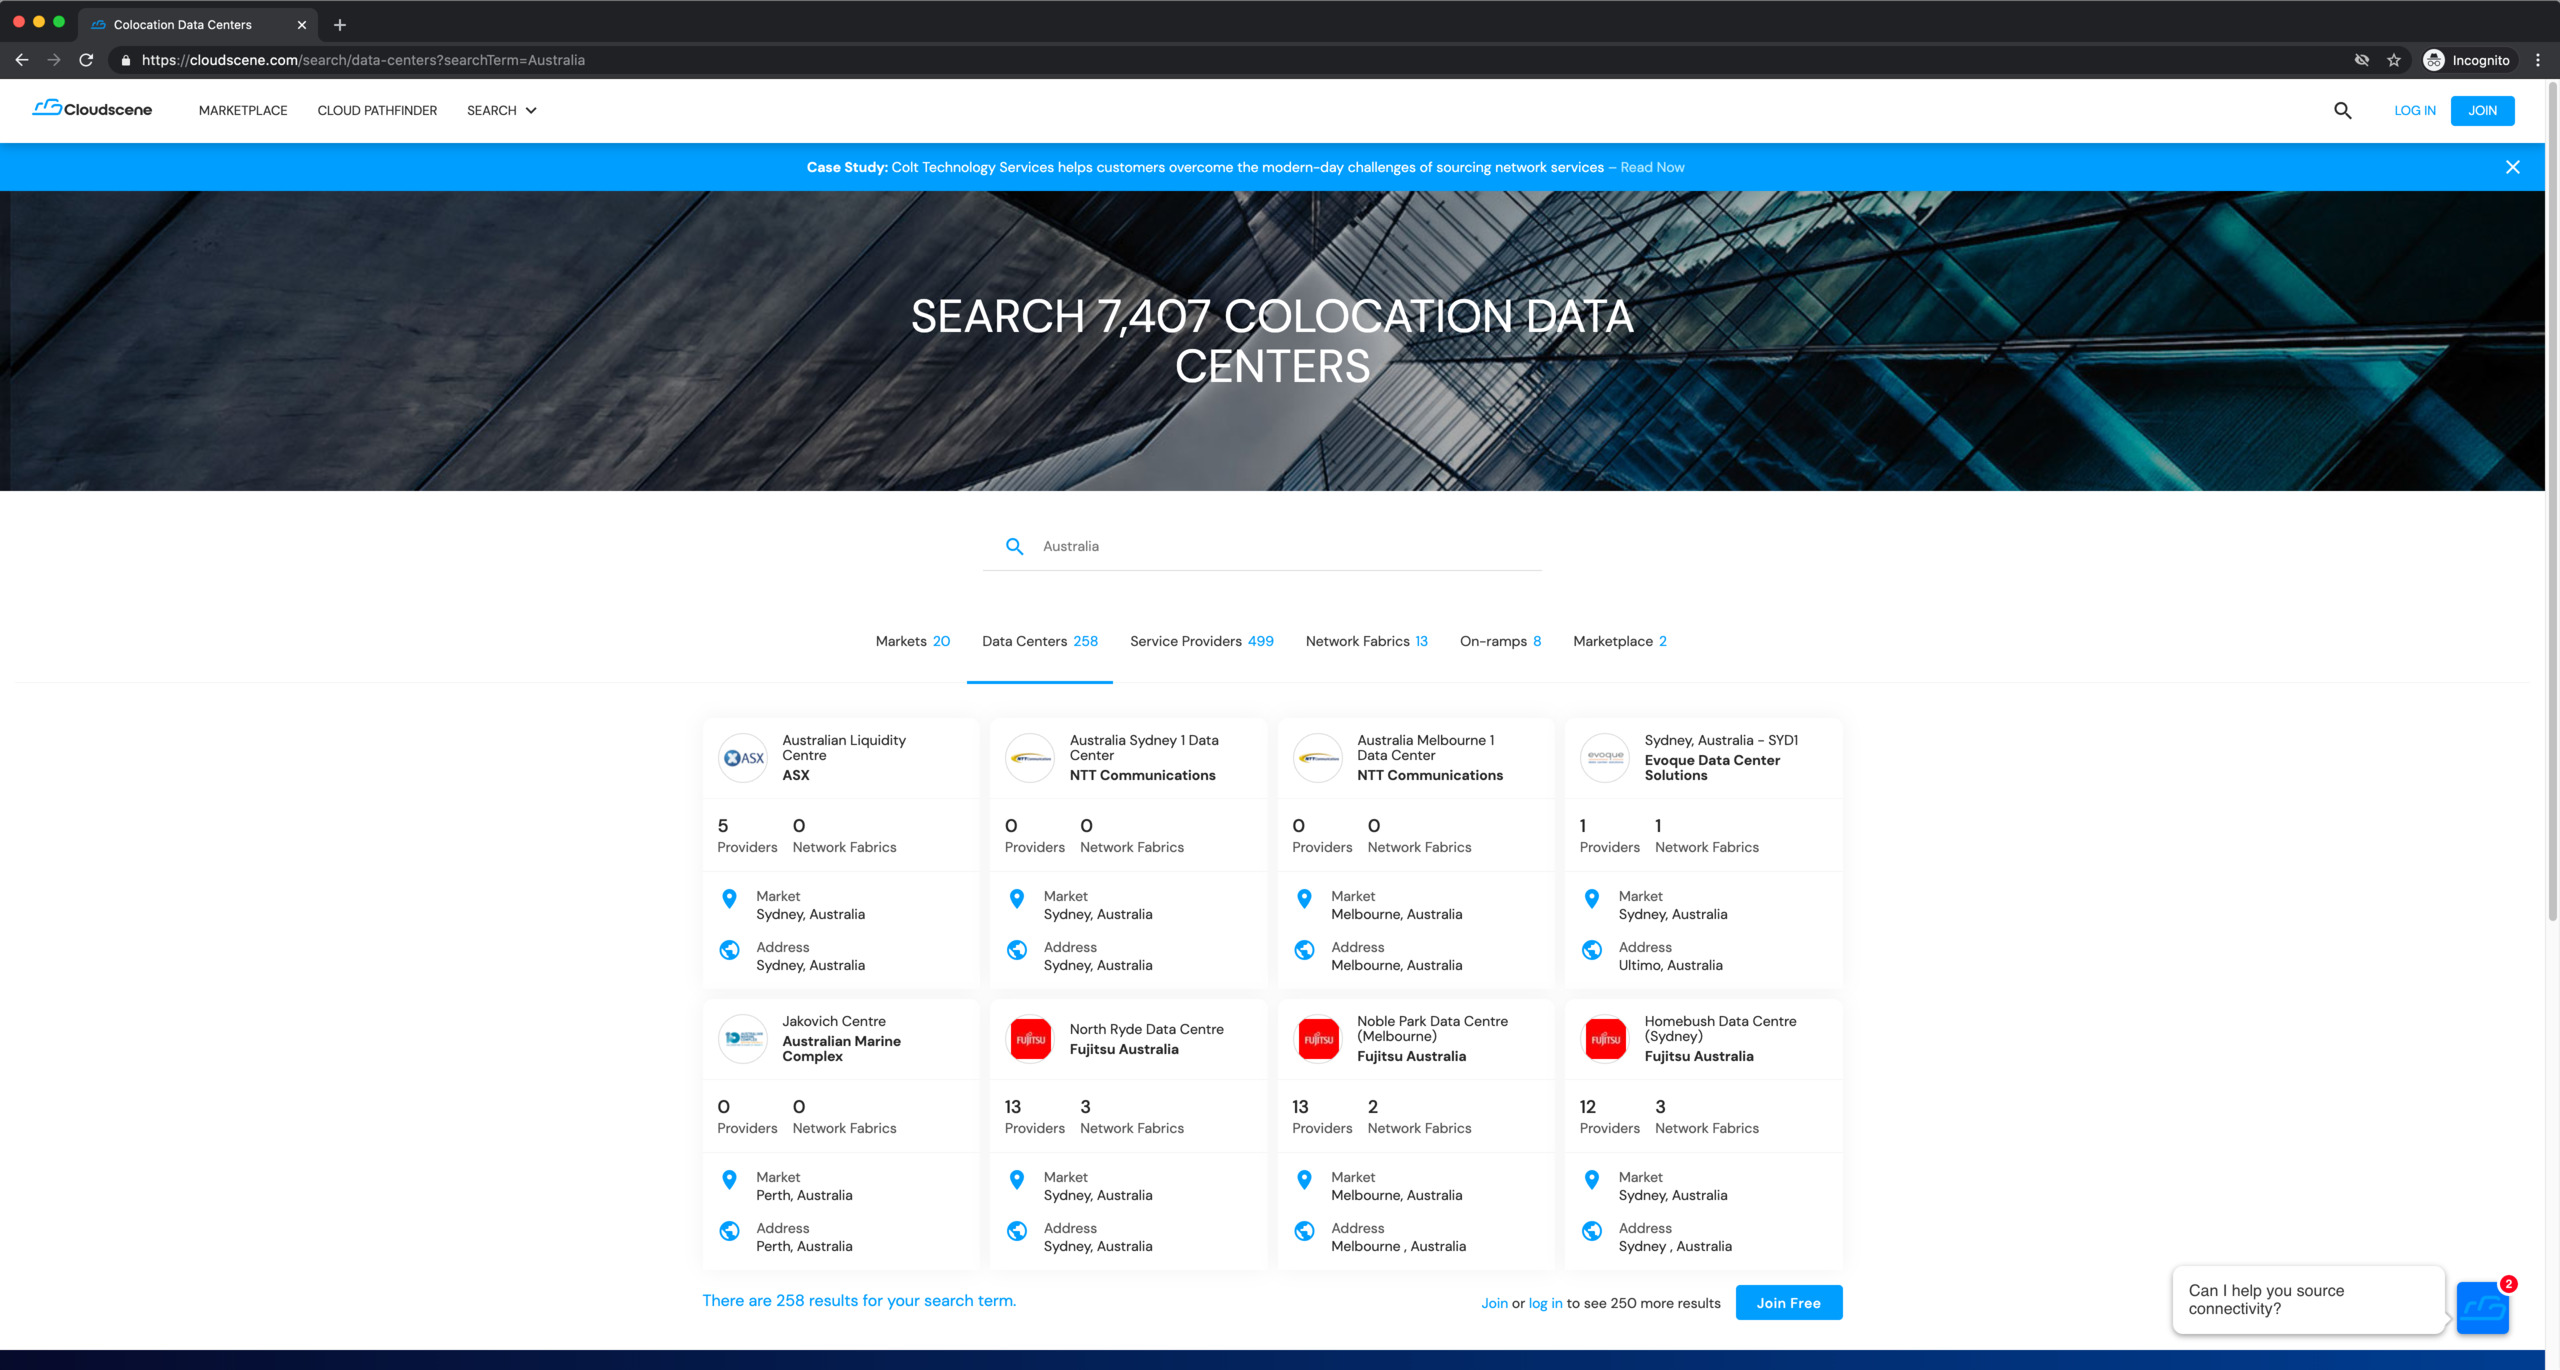 Colocation Data Centers
https://cloudscene.com/search/data-centers?searchTerm=Australia
Incognito
Cloudscene
MARKETPLACE
CLOUD PATHFINDER
SEARCH
LOG IN
JOIN
Case Study: Colt Technology Services helps customers overcome the modern-day challenges of sourcing network services – Read Now
SEARCH 7,407 COLOCATION DATA
CENTERS
Australia
Markets 20
Data Centers 258
Service Providers 499
Network Fabrics 13
On-ramps 8
Marketplace 2
ASX
Australian Liquidity
Centre
ASX
5 Providers
0 Network Fabrics
Market
Sydney, Australia
Address
Sydney, Australia
NTT Communications
Australia Sydney 1 Data
Center
NTT Communications
0 Providers
0 Network Fabrics
Market
Sydney, Australia
Address
Sydney, Australia
NTT Communications
Australia Melbourne 1
Data Center
NTT Communications
0 Providers
0 Network Fabrics
Market
Melbourne, Australia
Address
Melbourne, Australia
evoque
Sydney, Australia - SYD1
Evoque Data Center
Solutions
1 Providers
1 Network Fabrics
Market
Sydney, Australia
Address
Ultimo, Australia
Jakovich Centre
Australian Marine
Complex
0 Providers
0 Network Fabrics
Market
Perth, Australia
Address
Perth, Australia
FUJITSU
North Ryde Data Centre
Fujitsu Australia
13 Providers
3 Network Fabrics
Market
Sydney, Australia
Address
Sydney, Australia
FUJITSU
Noble Park Data Centre
(Melbourne)
Fujitsu Australia
13 Providers
2 Network Fabrics
Market
Melbourne, Australia
Address
Melbourne , Australia
FUJITSU
Homebush Data Centre
(Sydney)
Fujitsu Australia
12 Providers
3 Network Fabrics
Market
Sydney, Australia
Address
Sydney , Australia
There are 258 results for your search term.
Join or log in to see 250 more results
Join Free
Can I help you source
connectivity?
2